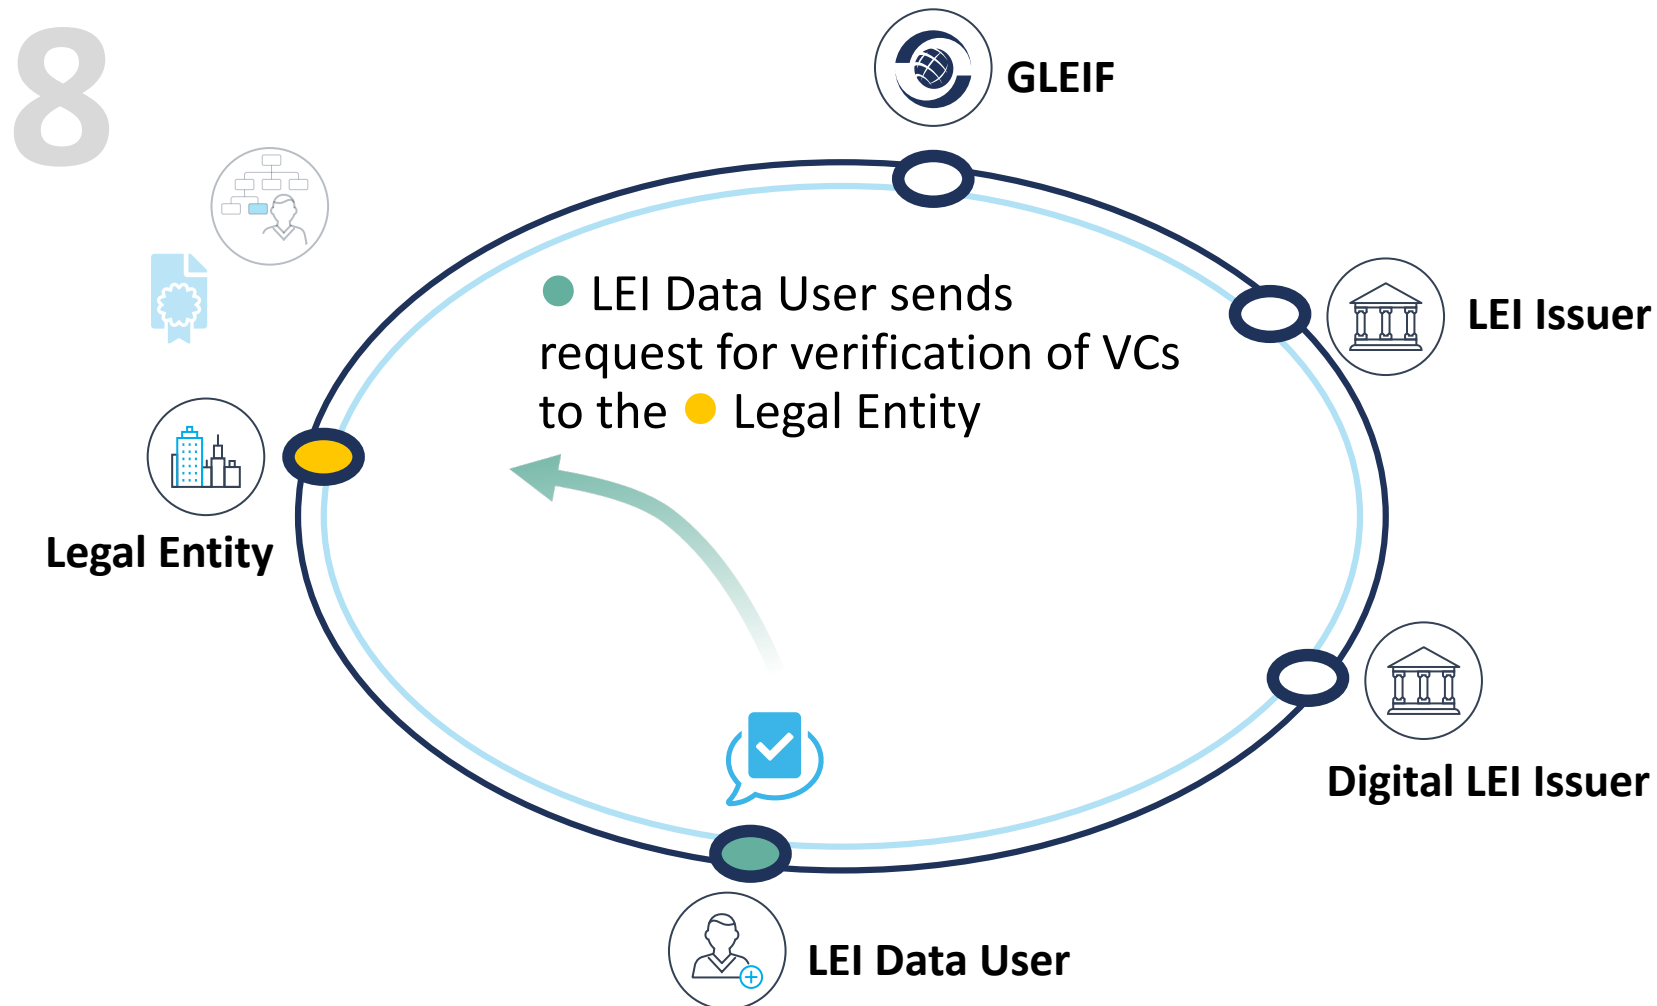 8
GLEIF
LEI Data User sends
request for verification of VCs
to the Legal Entity
LEI Issuer
Legal Entity
Digital LEI Issuer
LEI Data User